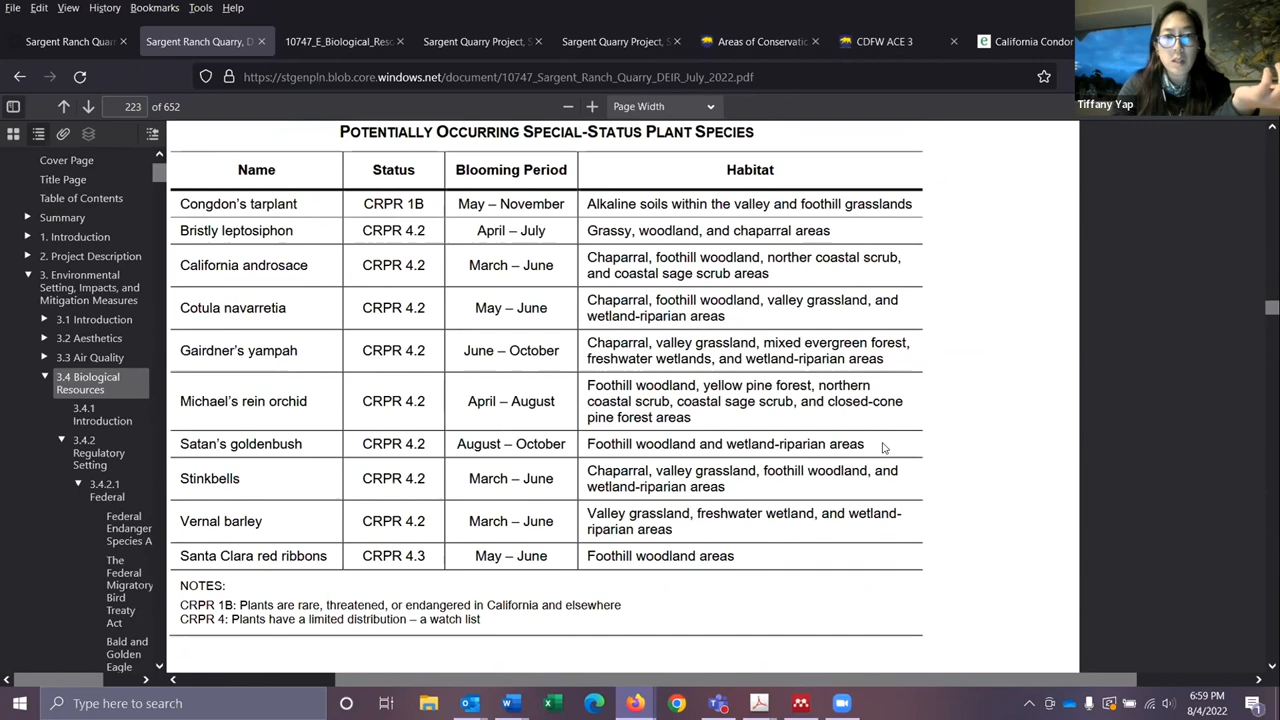 File Edit View History Bookmarks Tools Help
Sargent Ranch Quarr
Sargent Ranch Quarry, D
10747_E_Biological_Res
Sargent Quarry Project, S
Sargent Quarry Project, S
Areas of Conservatic
CDFW ACE 3
California Condor
https://stgenpln.blob.core.windows.net/document/10747_Sargent_Ranch_Quarry_DEIR_July_2022.pdf
223 of 652
Page Width
Tiffany Yap
Cover Page
Title Page
Table of Contents
Summary
1. Introduction
2. Project Description
3. Environmental
Setting, Impacts, and
Mitigation Measures
3.1 Introduction
3.2 Aesthetics
3.3 Air Quality
3.4 Biological
Resources
3.4.1
Introduction
3.4.2
Regulatory
Setting
3.4.2.1
Federal
Federal
Endanger
Species A
The
Federal
Migratory
Bird
Treaty
Act
Bald and
Golden
Eagle
POTENTIALLY OCCURRING SPECIAL-STATUS PLANT SPECIES
Name Status Blooming Period Habitat
Congdon's tarplant CRPR 1B May – November Alkaline soils within the valley and foothill grasslands
Bristly leptosiphon CRPR 4.2 April – July Grassy, woodland, and chaparral areas
California androsace CRPR 4.2 March – June Chaparral, foothill woodland, norther coastal scrub,
and coastal sage scrub areas
Cotula navarretia CRPR 4.2 May – June Chaparral, foothill woodland, valley grassland, and
wetland-riparian areas
Gairdner's yampah CRPR 4.2 June – October Chaparral, valley grassland, mixed evergreen forest,
freshwater wetlands, and wetland-riparian areas
Michael's rein orchid CRPR 4.2 April – August Foothill woodland, yellow pine forest, northern
coastal scrub, coastal sage scrub, and closed-cone
pine forest areas
Satan's goldenbush CRPR 4.2 August – October Foothill woodland and wetland-riparian areas
Stinkbells CRPR 4.2 March – June Chaparral, valley grassland, foothill woodland, and
wetland-riparian areas
Vernal barley CRPR 4.2 March – June Valley grassland, freshwater wetland, and wetland-
riparian areas
Santa Clara red ribbons CRPR 4.3 May – June Foothill woodland areas
NOTES:
CRPR 1B: Plants are rare, threatened, or endangered in California and elsewhere
CRPR 4: Plants have a limited distribution – a watch list
Type here to search
6:59 PM
8/4/2022